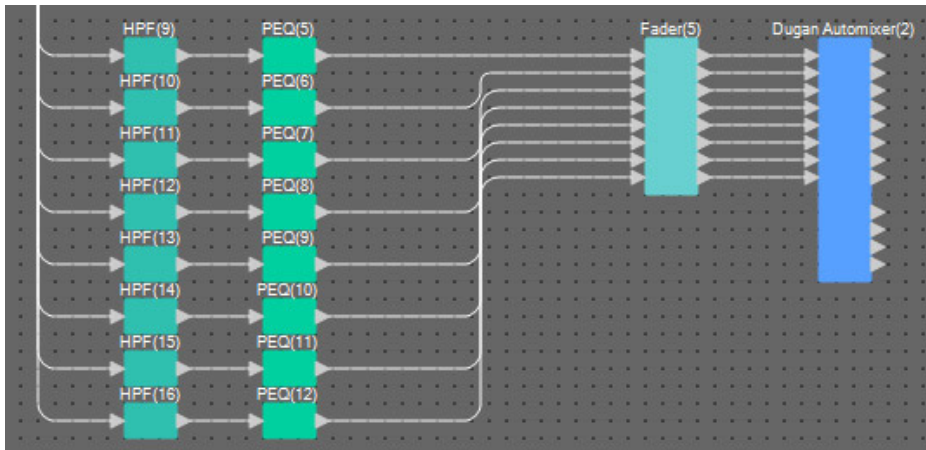 HPF(9) PEQ(5) Fader(5) Dugan Automixer(2)
HPF(10) PEQ(6)
HPF(11) PEQ(7)
HPF(12) PEQ(8)
HPF(13) PEQ(9)
HPF(14) PEQ(10)
HPF(15) PEQ(11)
HPF(16) PEQ(12)